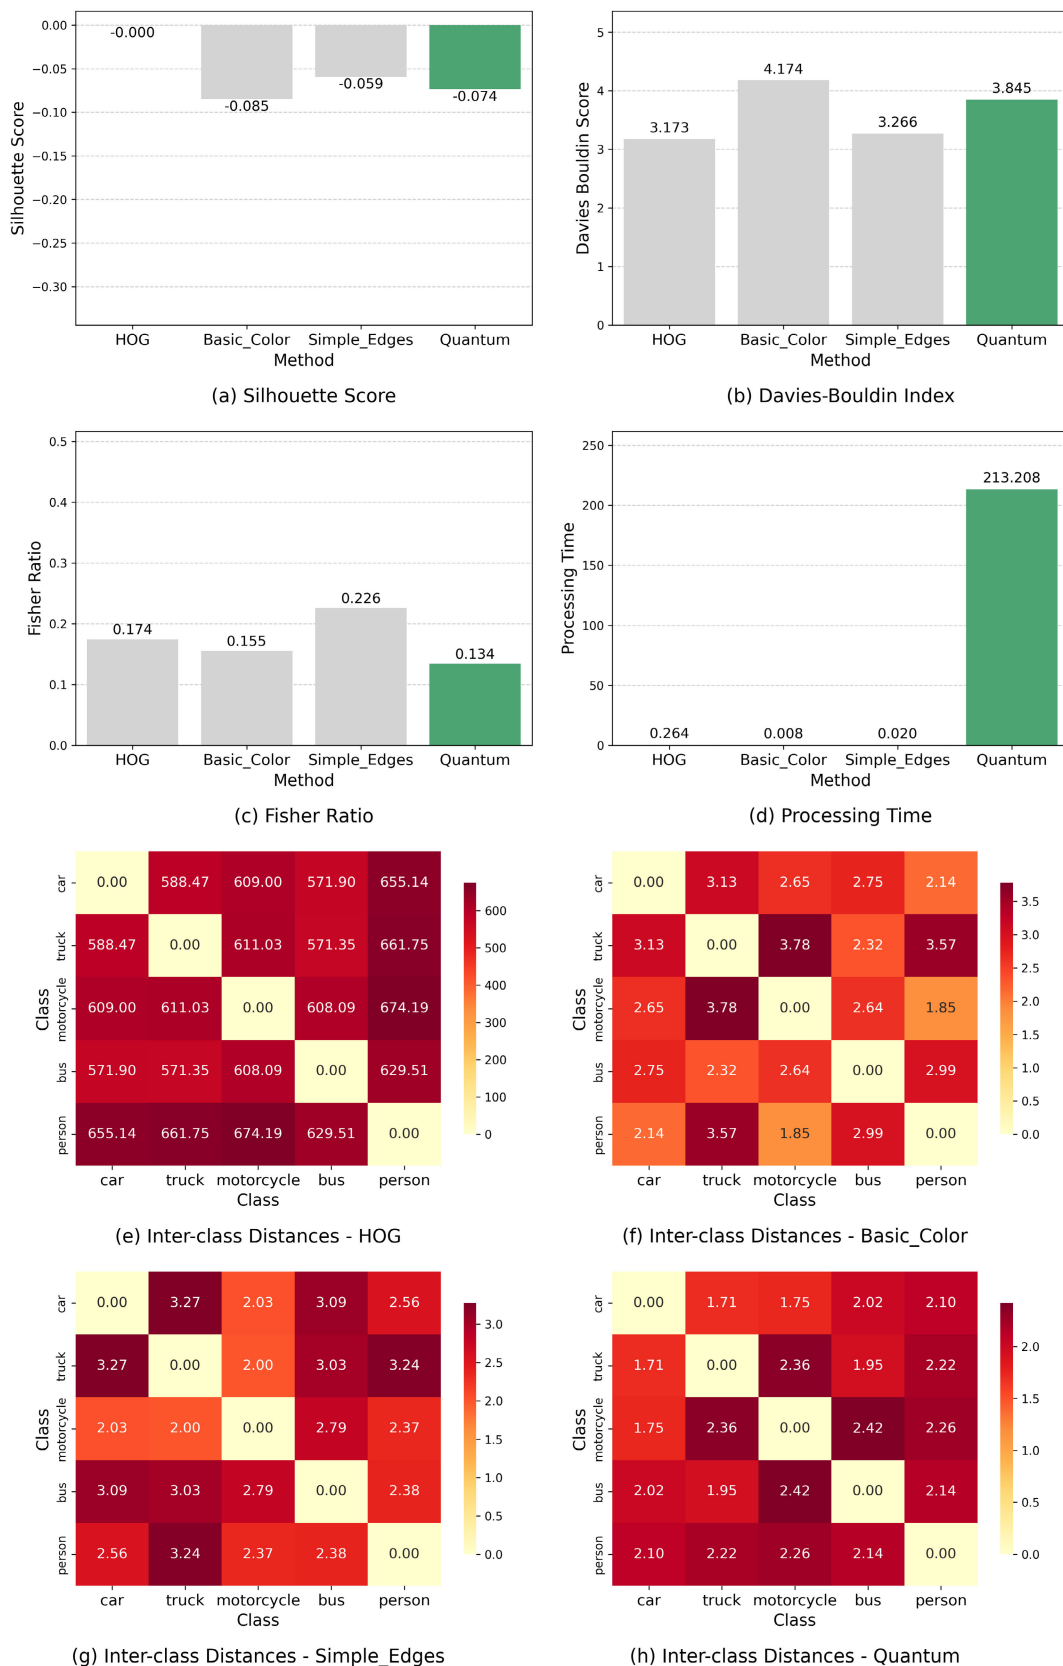 0.00
−0.05
−0.10
−0.15
−0.20
−0.25
−0.30
Silhouette Score
-0.000
-0.085
-0.059
-0.074
HOG Basic_Color Simple_Edges Quantum
Method
(a) Silhouette Score
5
4
3
2
1
0
Davies Bouldin Score
3.173
4.174
3.266
3.845
HOG Basic_Color Simple_Edges Quantum
Method
(b) Davies-Bouldin Index
0.5
0.4
0.3
0.2
0.1
0.0
Fisher Ratio
0.174
0.155
0.226
0.134
HOG Basic_Color Simple_Edges Quantum
Method
(c) Fisher Ratio
250
200
150
100
50
0
Processing Time
0.264
0.008
0.020
213.208
HOG Basic_Color Simple_Edges Quantum
Method
(d) Processing Time
Class
car 0.00 588.47 609.00 571.90 655.14
truck 588.47 0.00 611.03 571.35 661.75
motorcycle 609.00 611.03 0.00 608.09 674.19
bus 571.90 571.35 608.09 0.00 629.51
person 655.14 661.75 674.19 629.51 0.00
car truck motorcycle bus person
Class
600
500
400
300
200
100
0
(e) Inter-class Distances - HOG
Class
car 0.00 3.13 2.65 2.75 2.14
truck 3.13 0.00 3.78 2.32 3.57
motorcycle 2.65 3.78 0.00 2.64 1.85
bus 2.75 2.32 2.64 0.00 2.99
person 2.14 3.57 1.85 2.99 0.00
car truck motorcycle bus person
Class
3.5
3.0
2.5
2.0
1.5
1.0
0.5
0.0
(f) Inter-class Distances - Basic_Color
Class
car 0.00 3.27 2.03 3.09 2.56
truck 3.27 0.00 2.00 3.03 3.24
motorcycle 2.03 2.00 0.00 2.79 2.37
bus 3.09 3.03 2.79 0.00 2.38
person 2.56 3.24 2.37 2.38 0.00
car truck motorcycle bus person
Class
3.0
2.5
2.0
1.5
1.0
0.5
0.0
(g) Inter-class Distances - Simple_Edges
Class
car 0.00 1.71 1.75 2.02 2.10
truck 1.71 0.00 2.36 1.95 2.22
motorcycle 1.75 2.36 0.00 2.42 2.26
bus 2.02 1.95 2.42 0.00 2.14
person 2.10 2.22 2.26 2.14 0.00
car truck motorcycle bus person
Class
2.0
1.5
1.0
0.5
0.0
(h) Inter-class Distances - Quantum